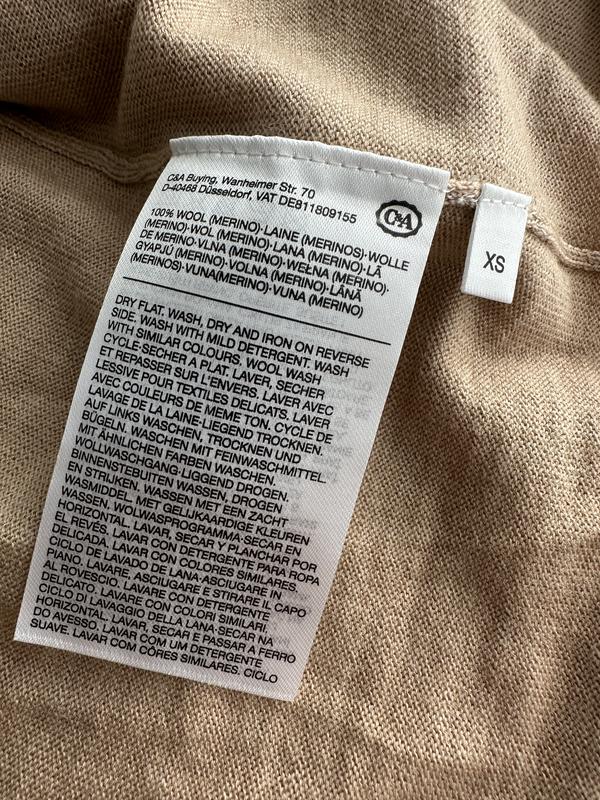 C&A Buying, Wanheimer Str. 70
D-40468 Düsseldorf, VAT DE811809155
C&A
100% WOOL (MERINO)·LAINE (MERINOS)·WOLLE
(MERINO)·WOL (MERINO)·LANA (MERINO)·LÃ
DE MERINO·VLNA (MERINO)·WEŁNA (MERINO)·
GYAPJÚ (MERINO)·VOLNA (MERINO)·LÂNĂ
(MERINOS)·VUNA(MERINO)·VUNA (MERINO)
XS
DRY FLAT. WASH, DRY AND IRON ON REVERSE
SIDE. WASH WITH MILD DETERGENT. WASH
WITH SIMILAR COLOURS. WOOL WASH
CYCLE·SECHER A PLAT. LAVER, SECHER
ET REPASSER SUR L'ENVERS. LAVER AVEC
LESSIVE POUR TEXTILES DELICATS. LAVER
AVEC COULEURS DE MEME TON. CYCLE DE
LAVAGE DE LA LAINE·LIEGEND TROCKNEN.
AUF LINKS WASCHEN, TROCKNEN UND
BÜGELN. WASCHEN MIT FEINWASCHMITTEL.
MIT ÄHNLICHEN FARBEN WASCHEN.
WOLLWASCHGANG·LIGGEND DROGEN.
BINNENSTEBUITEN WASSEN, DROGEN
EN STRIJKEN. WASSEN MET EEN ZACHT
WASMIDDEL. MET GELIJKAARDIGE KLEUREN
WASSEN. WOLWASPROGRAMMA·SECAR EN
HORIZONTAL. LAVAR, SECAR Y PLANCHAR POR
EL REVÉS. LAVAR CON DETERGENTE PARA ROPA
DELICADA. LAVAR CON COLORES SIMILARES.
CICLO DE LAVADO DE LANA·ASCIUGARE IN
PIANO. LAVARE, ASCIUGARE E STIRARE IL CAPO
AL ROVESCIO. LAVARE CON DETERGENTE
DELICATO. LAVARE CON COLORI SIMILARI.
CICLO DI LAVAGGIO DELLA LANA·SECAR NA
HORIZONTAL. LAVAR, SECAR E PASSAR A FERRO
DO AVESSO. LAVAR COM UM DETERGENTE
SUAVE. LAVAR COM CÔRES SIMILARES. CICLO